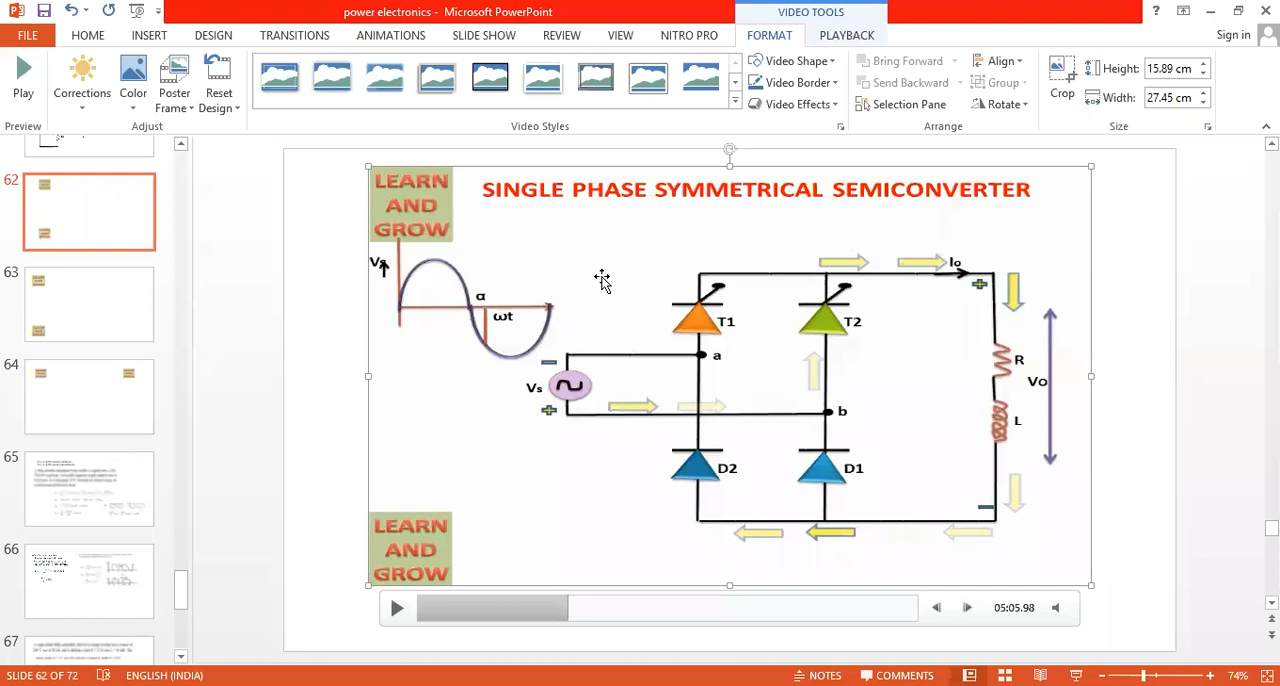 power electronics - Microsoft PowerPoint
VIDEO TOOLS
FILE
HOME
INSERT
DESIGN
TRANSITIONS
ANIMATIONS
SLIDE SHOW
REVIEW
VIEW
NITRO PRO
FORMAT
PLAYBACK
Sign in
Play
Corrections
Color
Poster Frame
Reset Design
Video Shape
Video Border
Video Effects
Bring Forward
Send Backward
Selection Pane
Align
Group
Rotate
Crop
Height: 15.89 cm
Width: 27.45 cm
Preview
Adjust
Video Styles
Arrange
Size
62
63
64
65
66
67
LEARN
AND
GROW
SINGLE PHASE SYMMETRICAL SEMICONVERTER
Vs
α
ωt
Io
T1
T2
a
Vs
b
R
Vo
L
D2
D1
LEARN
AND
GROW
05:05.98
SLIDE 62 OF 72
ENGLISH (INDIA)
NOTES
COMMENTS
74%